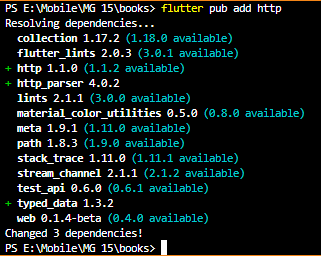 PS E:\Mobile\MG 15\books> flutter pub add http
Resolving dependencies...
collection 1.17.2 (1.18.0 available)
flutter_lints 2.0.3 (3.0.1 available)
+ http 1.1.0 (1.1.2 available)
+ http_parser 4.0.2
lints 2.1.1 (3.0.0 available)
material_color_utilities 0.5.0 (0.8.0 available)
meta 1.9.1 (1.11.0 available)
path 1.8.3 (1.9.0 available)
stack_trace 1.11.0 (1.11.1 available)
stream_channel 2.1.1 (2.1.2 available)
test_api 0.6.0 (0.6.1 available)
+ typed_data 1.3.2
web 0.1.4-beta (0.4.0 available)
Changed 3 dependencies!
PS E:\Mobile\MG 15\books>